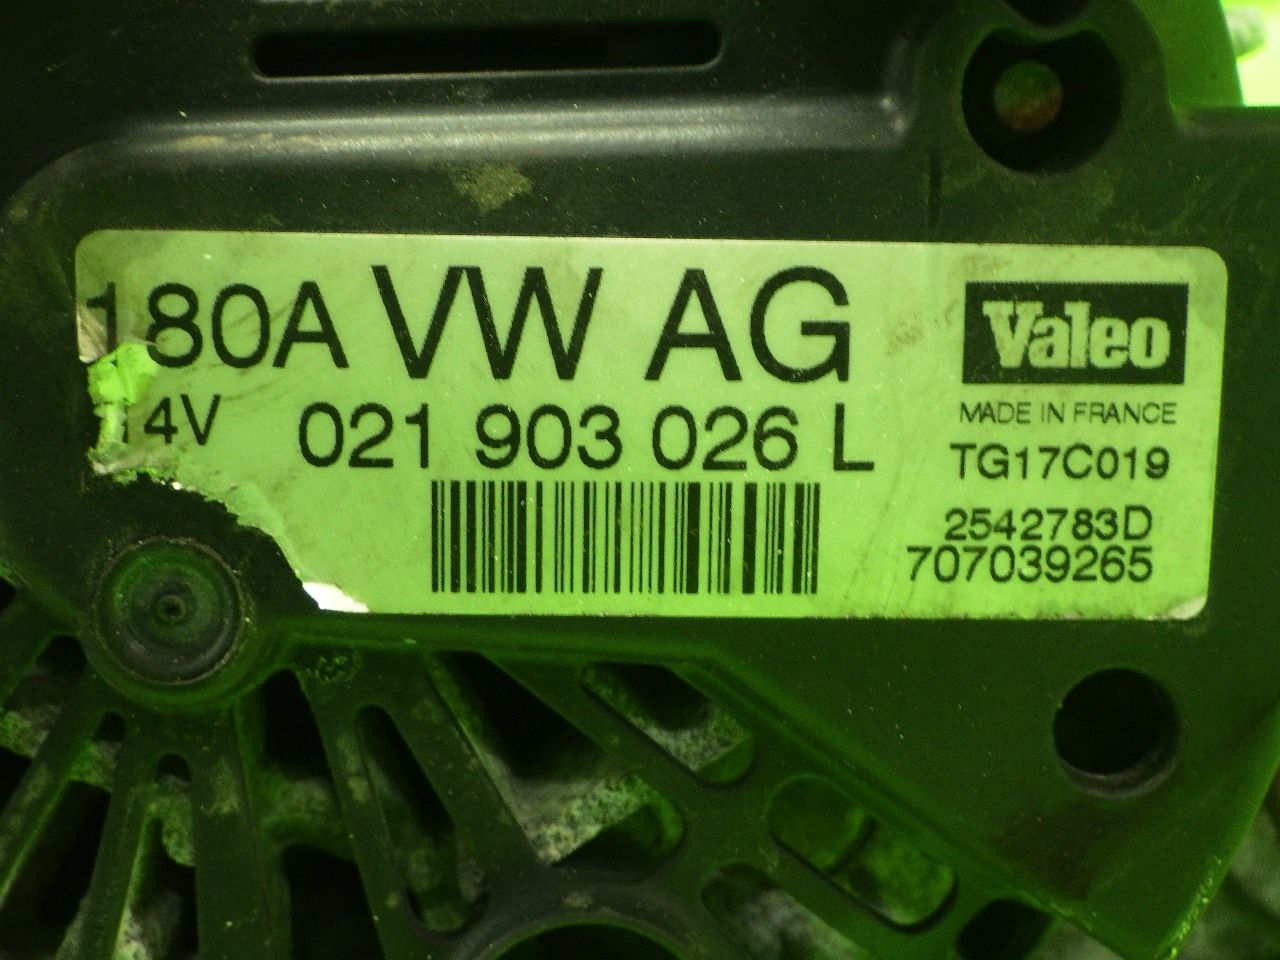 180A VW AG
14V 021 903 026 L
Valeo
MADE IN FRANCE
TG17C019
2542783D
707039265